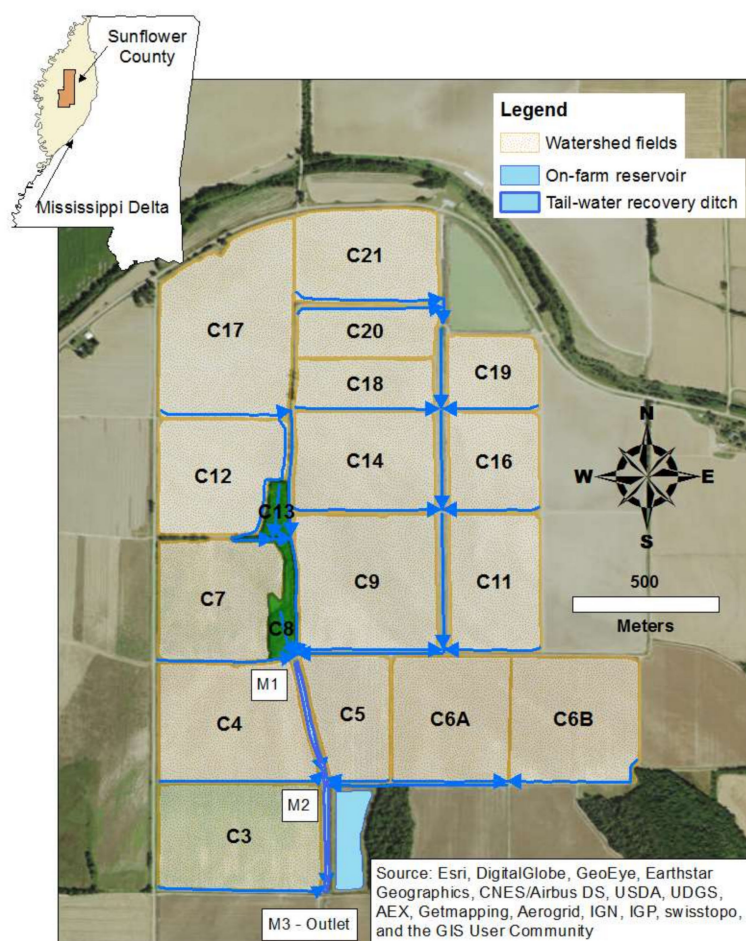 Sunflower
County
Mississippi Delta
Legend
Watershed fields
On-farm reservoir
Tail-water recovery ditch
C21
C17
C20
C18
C19
C12
C14
C16
C13
N
W
E
S
C7
C9
C11
C8
500
Meters
M1
C4
C5
C6A
C6B
M2
C3
M3 - Outlet
Source: Esri, DigitalGlobe, GeoEye, Earthstar
Geographics, CNES/Airbus DS, USDA, UDGS,
AEX, Getmapping, Aerogrid, IGN, IGP, swisstopo,
and the GIS User Community